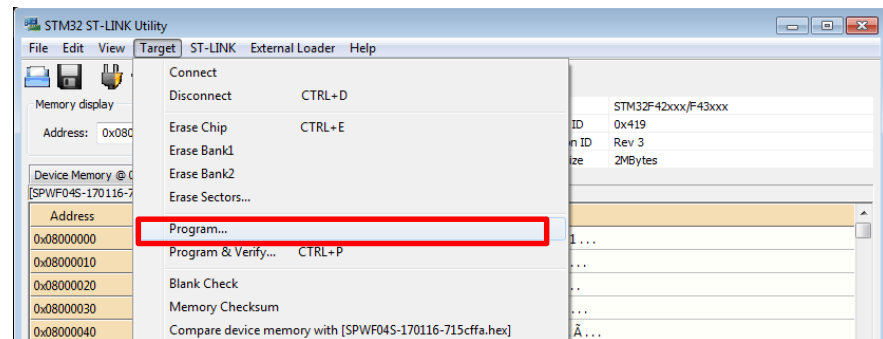 STM32 ST-LINK Utility
File Edit View Target ST-LINK External Loader Help
Connect
Disconnect CTRL+D
Erase Chip CTRL+E
Erase Bank1
Erase Bank2
Erase Sectors...
Program...
Program & Verify... CTRL+P
Blank Check
Memory Checksum
Compare device memory with [SPWF04S-170116-715cffa.hex]
Memory display
Address: 0x080
STM32F42xxx/F43xxx
ID 0x419
n ID Rev 3
ize 2MBytes
Device Memory @ 0
[SPWF04S-170116-7
Address
0x08000000 1...
0x08000010 ...
0x08000020 ..
0x08000030 ...
0x08000040 Ã...